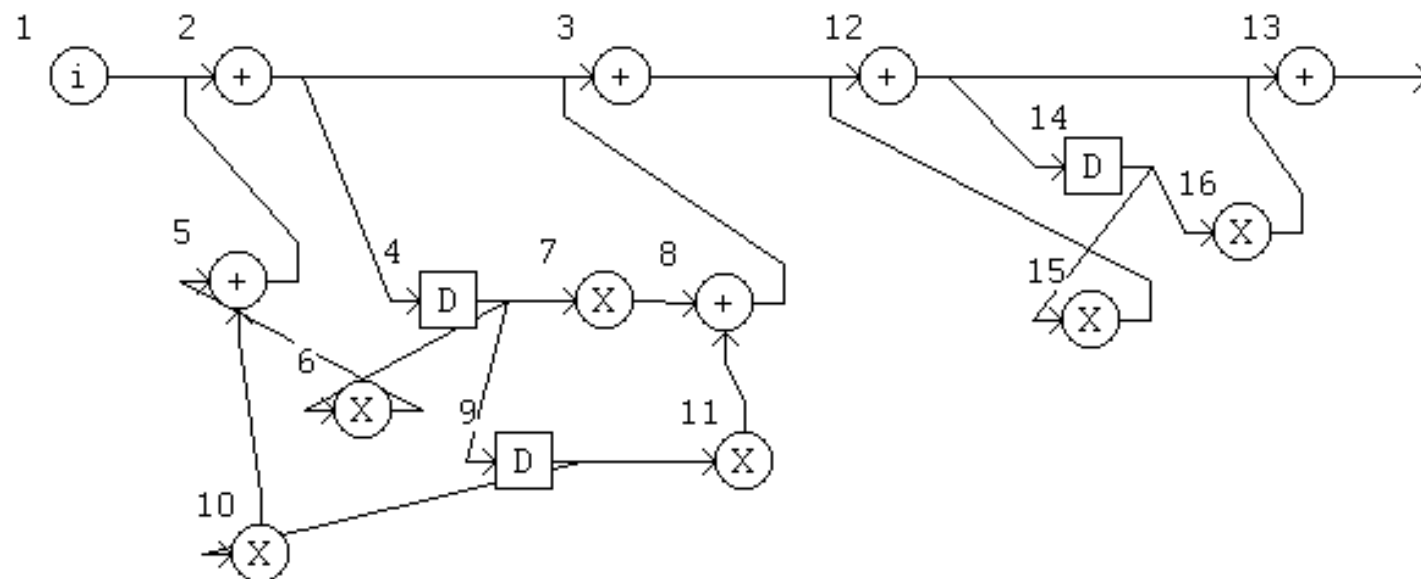 1 2 3 12 13
i + + + +
14
D 16
5 4 7 8 X
+ D X + 15
X
6
X 9 11
D X
10
X